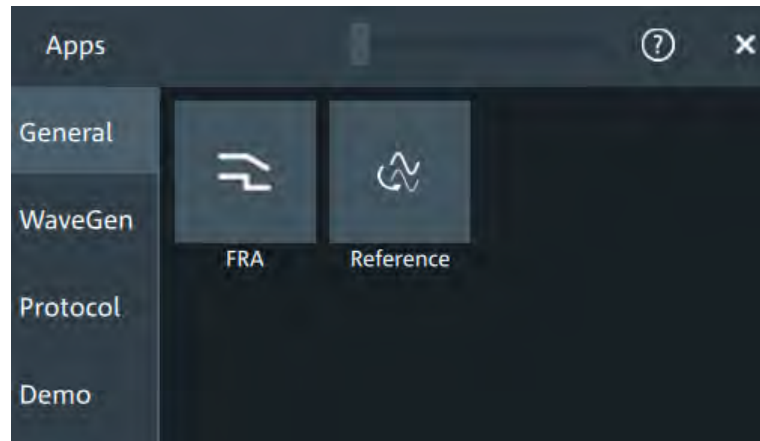 Apps
?
×
General
WaveGen
Protocol
Demo
FRA
Reference